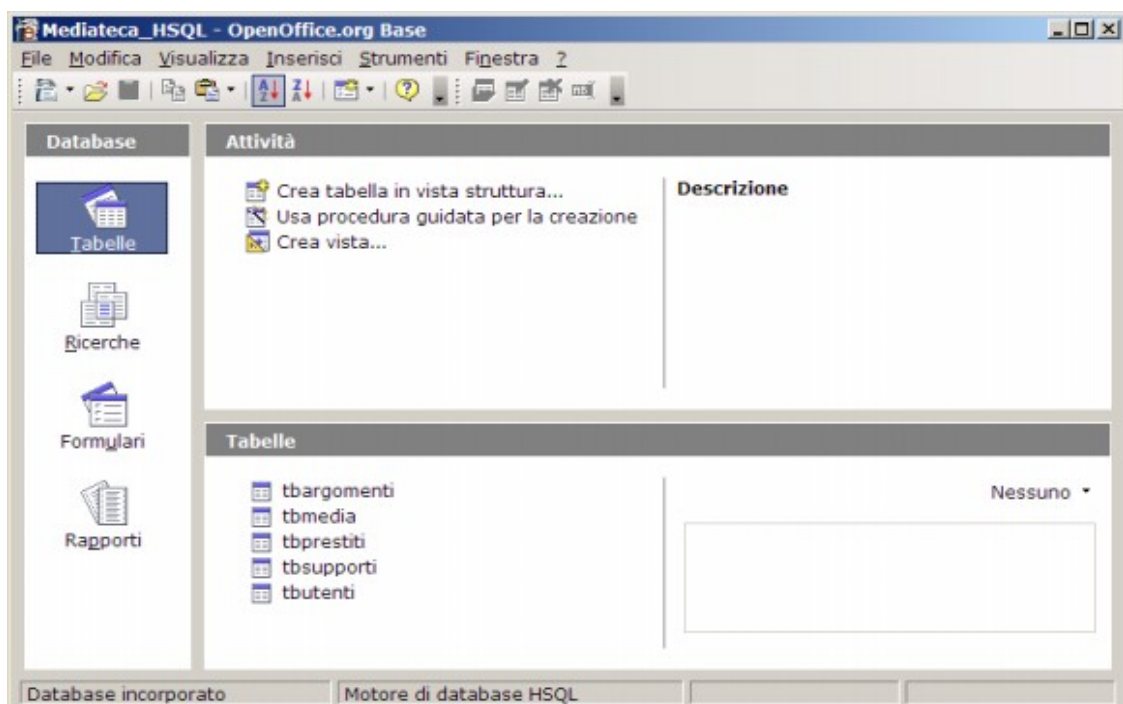 Mediateca_HSQL - OpenOffice.org Base
File Modifica Visualizza Inserisci Strumenti Finestra ?
Database
Tabelle
Ricerche
Formulari
Rapporti
Attività
Crea tabella in vista struttura...
Usa procedura guidata per la creazione
Crea vista...
Descrizione
Tabelle
tbargomenti
tbmedia
tbprestiti
tbsupporti
tbutenti
Nessuno
Database incorporato
Motore di database HSQL